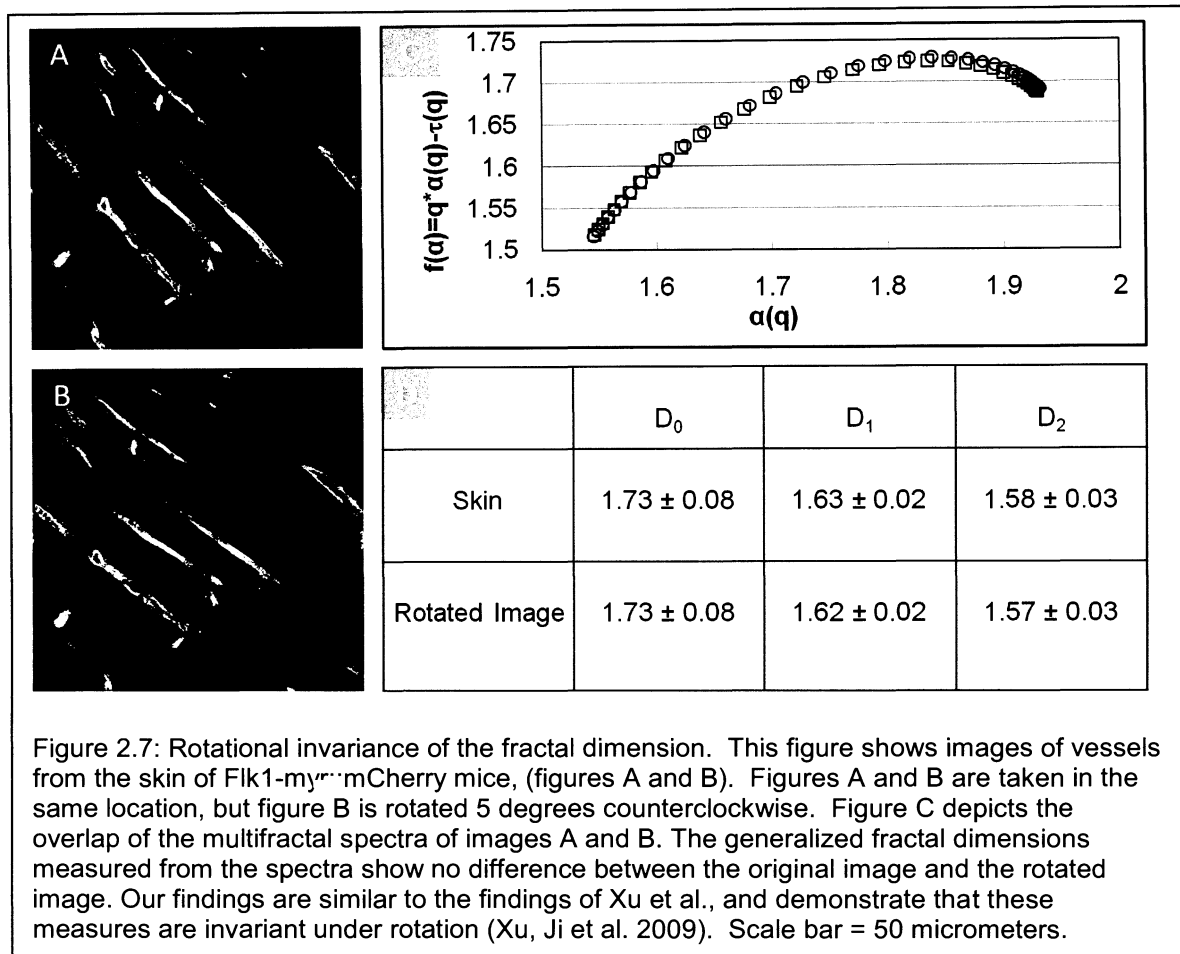 A
1.75
1.7
1.65
1.6
1.55
1.5
f(α)=q*α(q)-τ(q)
1.5 1.6 1.7 1.8 1.9 2
α(q)
B
D₀ D₁ D₂
Skin 1.73 ± 0.08 1.63 ± 0.02 1.58 ± 0.03
Rotated Image 1.73 ± 0.08 1.62 ± 0.02 1.57 ± 0.03
Figure 2.7: Rotational invariance of the fractal dimension. This figure shows images of vessels
from the skin of mice, (figures A and B). Figures A and B are taken in the
same location, but figure B is rotated 5 degrees counterclockwise. Figure C depicts the
overlap of the multifractal spectra of images A and B. The generalized fractal dimensions
measured from the spectra show no difference between the original image and the rotated
image. Our findings are similar to the findings of Xu et al., and demonstrate that these
measures are invariant under rotation (Xu, Ji et al. 2009). Scale bar = 50 micrometers.